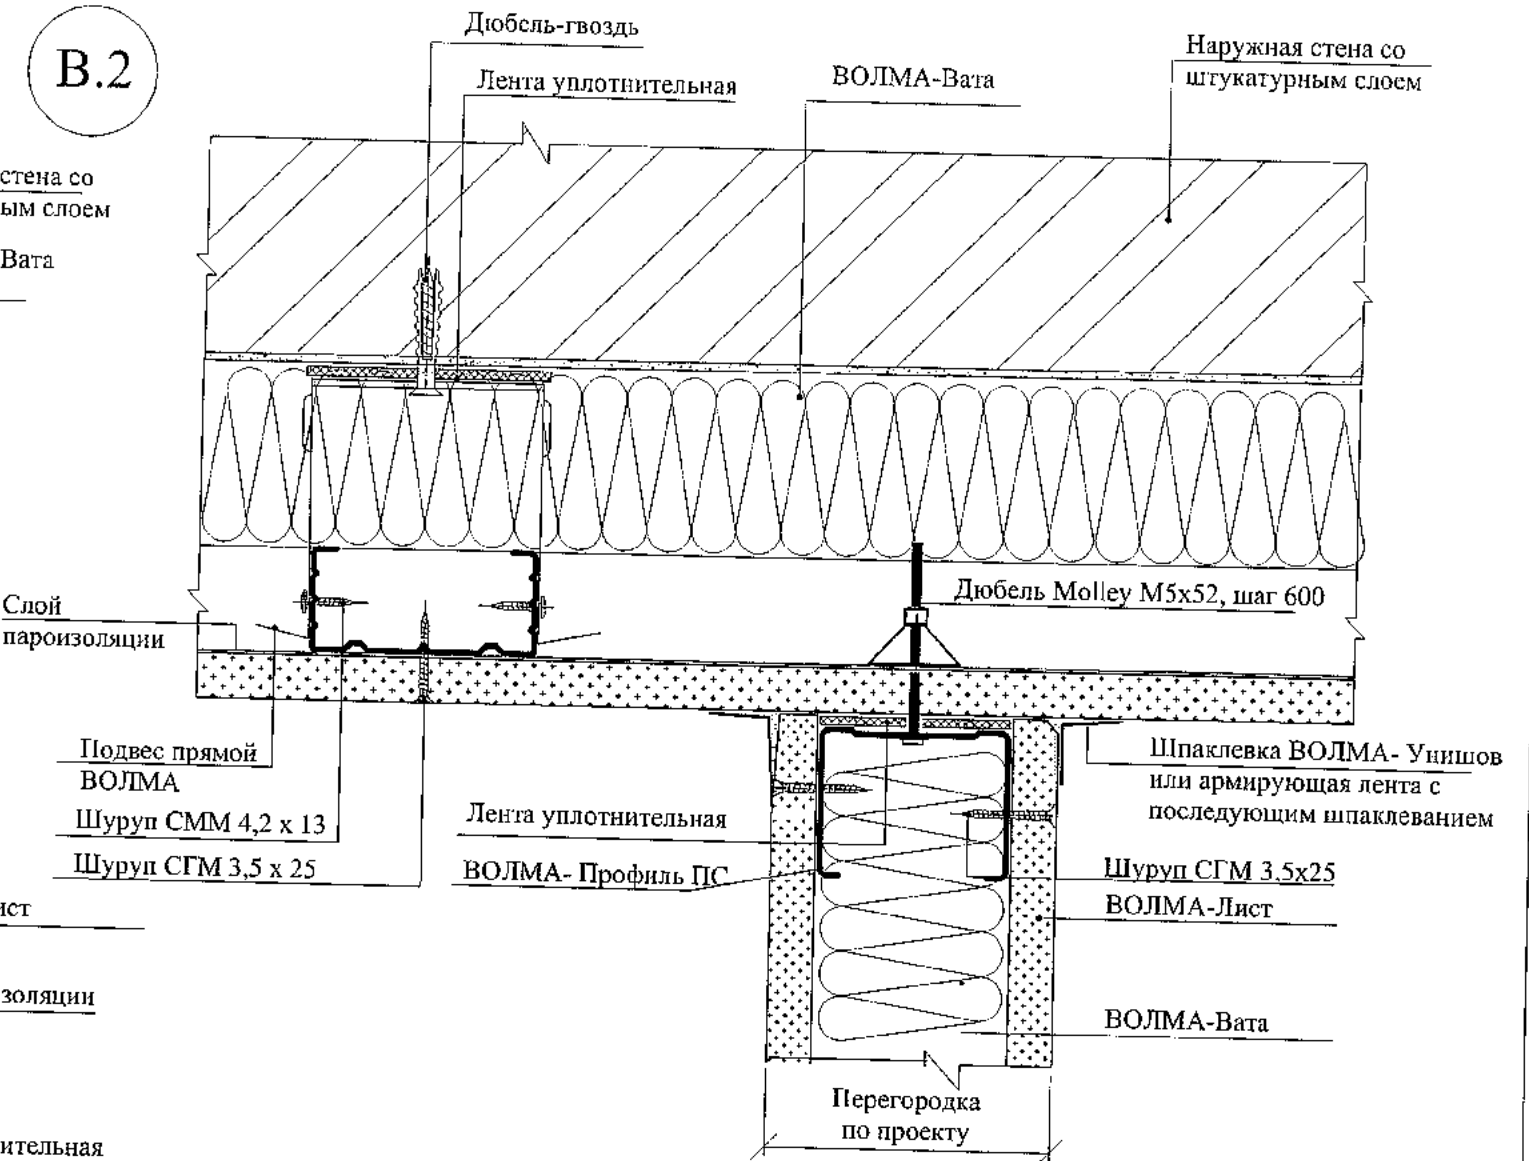 В.2
Дюбель-гвоздь
Лента уплотнительная
ВОЛМА-Вата
Наружная стена со
штукатурным слоем
стена со
ым слоем
Вата
Дюбель Molley М5х52, шаг 600
Слой
пароизоляции
Подвес прямой
ВОЛМА
Шуруп СММ 4,2 х 13
Шуруп СГМ 3,5 х 25
Лента уплотнительная
ВОЛМА- Профиль ПС
Шпаклевка ВОЛМА- Унишов
или армирующая лента с
последующим шпаклеванием
Шуруп СГМ 3,5х25
ВОЛМА-Лист
ист
золяции
ВОЛМА-Вата
Перегородка
по проекту
ительная